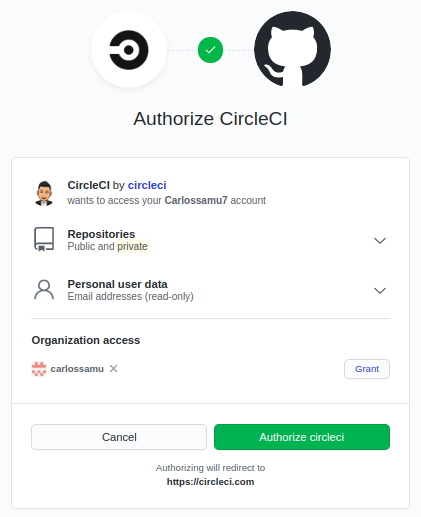 Authorize CircleCI
CircleCI by circleci
wants to access your Carlossamu7 account
Repositories
Public and private
Personal user data
Email addresses (read-only)
Organization access
carlossamu
Grant
Cancel
Authorize circleci
Authorizing will redirect to
https://circleci.com